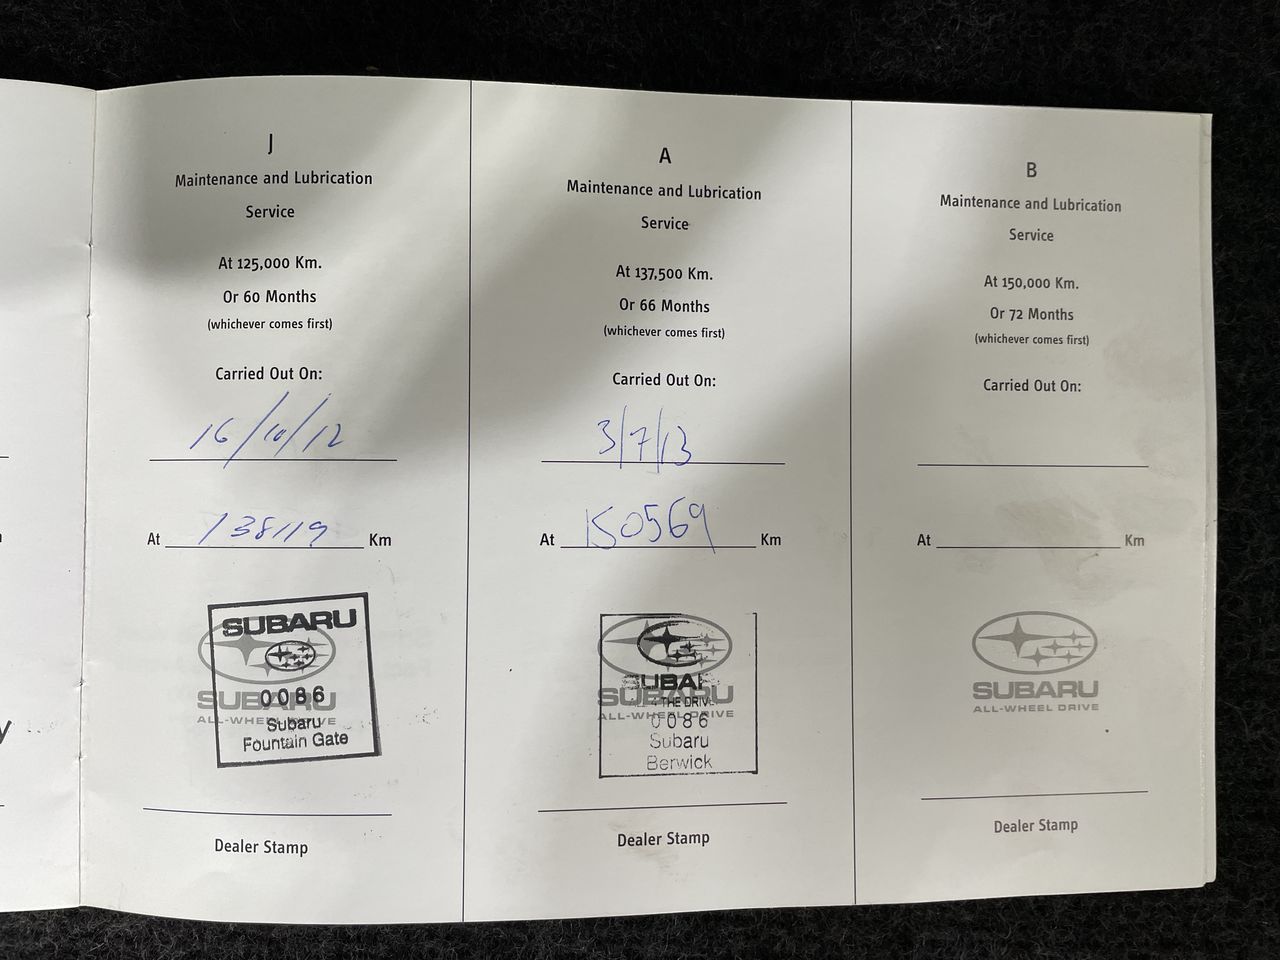 J
Maintenance and Lubrication
Service
At 125,000 Km.
Or 60 Months
(whichever comes first)
Carried Out On:
16/10/12
At 138119 Km
SUBARU
0086
Subaru
Fountain Gate
SUBARU
ALL-WHEEL DRIVE
Dealer Stamp
A
Maintenance and Lubrication
Service
At 137,500 Km.
Or 66 Months
(whichever comes first)
Carried Out On:
3/7/13
At 150569 Km
SUBA
THE DRIV
0086
Subaru
Berwick
SUBARU
ALL-WHEEL DRIVE
Dealer Stamp
B
Maintenance and Lubrication
Service
At 150,000 Km.
Or 72 Months
(whichever comes first)
Carried Out On:
At Km
SUBARU
ALL-WHEEL DRIVE
Dealer Stamp
y